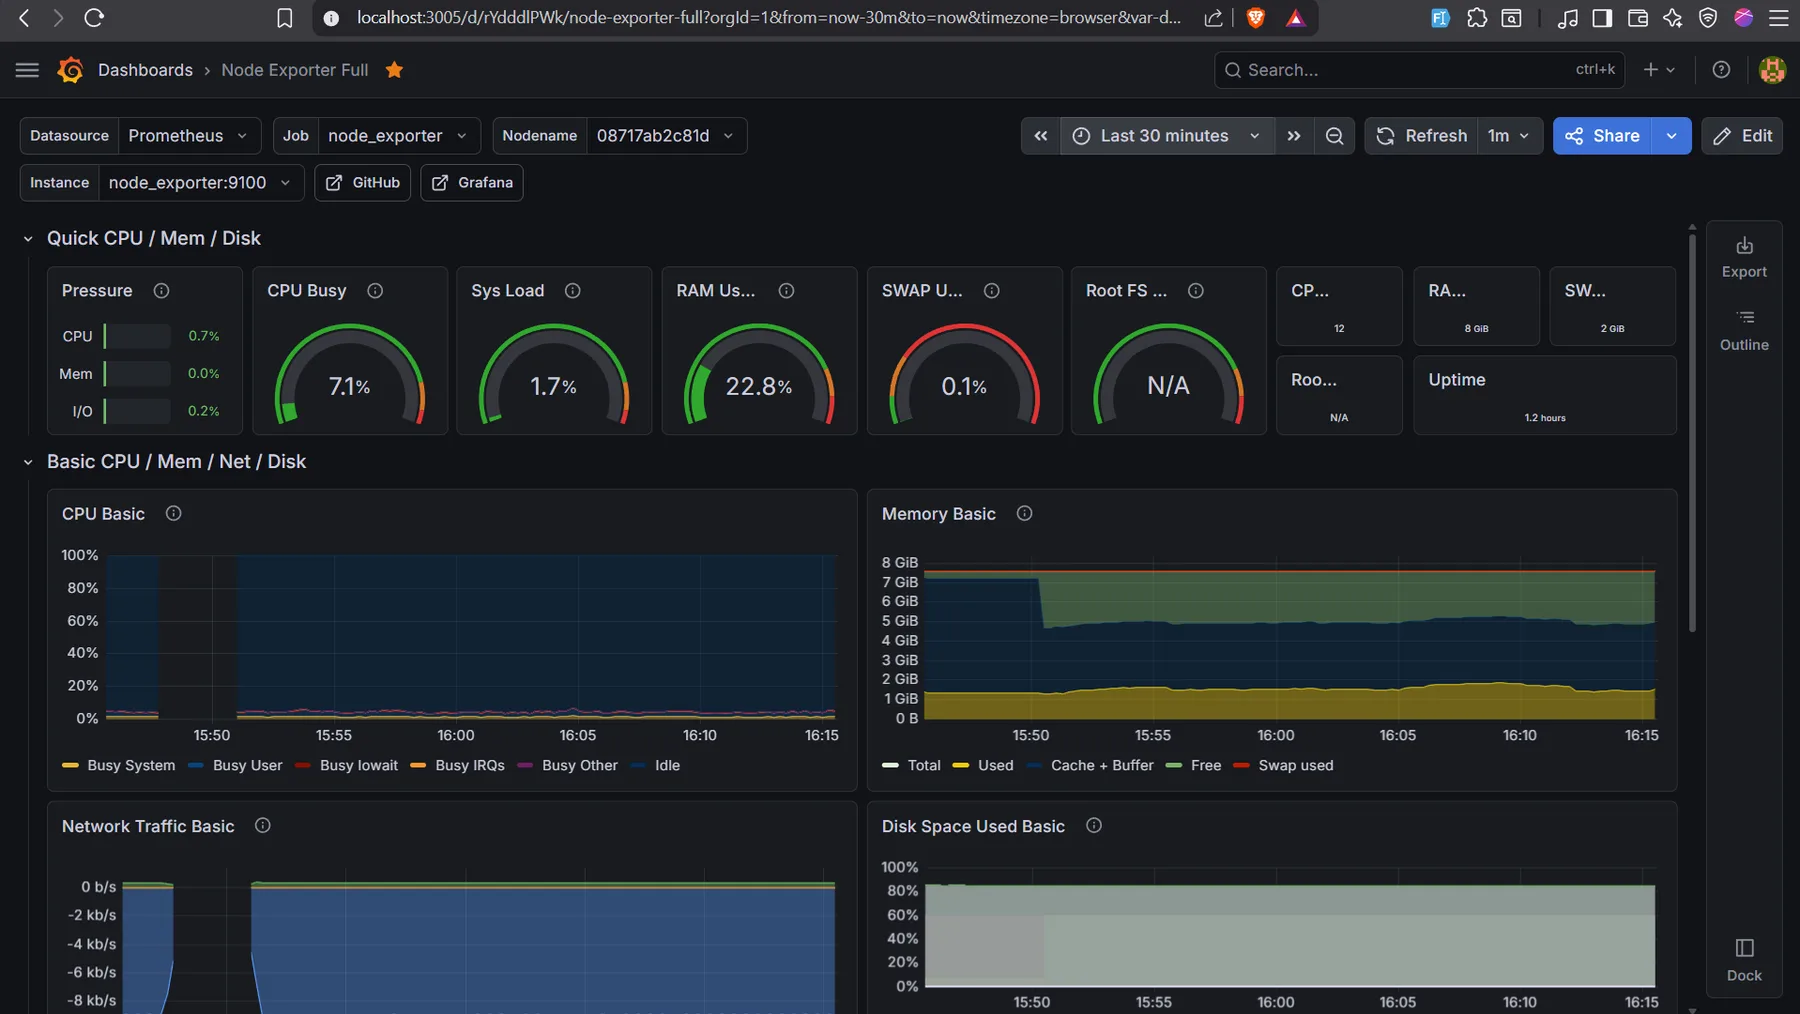 localhost:3005/d/rYdddlPWk/node-exporter-full?orgId=1&from=now-30m&to=now&timezone=browser&var-d...
Dashboards › Node Exporter Full
Search... ctrl+k
Datasource Prometheus Job node_exporter Nodename 08717ab2c81d
Last 30 minutes Refresh 1m Share Edit
Instance node_exporter:9100 GitHub Grafana
Quick CPU / Mem / Disk
Pressure
CPU 0.7%
Mem 0.0%
I/O 0.2%
CPU Busy
7.1%
Sys Load
1.7%
RAM Us...
22.8%
SWAP U...
0.1%
Root FS ...
N/A
CP...
12
RA...
8 GiB
SW...
2 GiB
Roo...
N/A
Uptime
1.2 hours
Export
Outline
Basic CPU / Mem / Net / Disk
CPU Basic
100%
80%
60%
40%
20%
0%
15:50 15:55 16:00 16:05 16:10 16:15
Busy System Busy User Busy Iowait Busy IRQs Busy Other Idle
Memory Basic
8 GiB
7 GiB
6 GiB
5 GiB
4 GiB
3 GiB
2 GiB
1 GiB
0 B
15:50 15:55 16:00 16:05 16:10 16:15
Total Used Cache + Buffer Free Swap used
Network Traffic Basic
0 b/s
-2 kb/s
-4 kb/s
-6 kb/s
-8 kb/s
Disk Space Used Basic
100%
80%
60%
40%
20%
0%
15:50 15:55 16:00 16:05 16:10 16:15
Dock